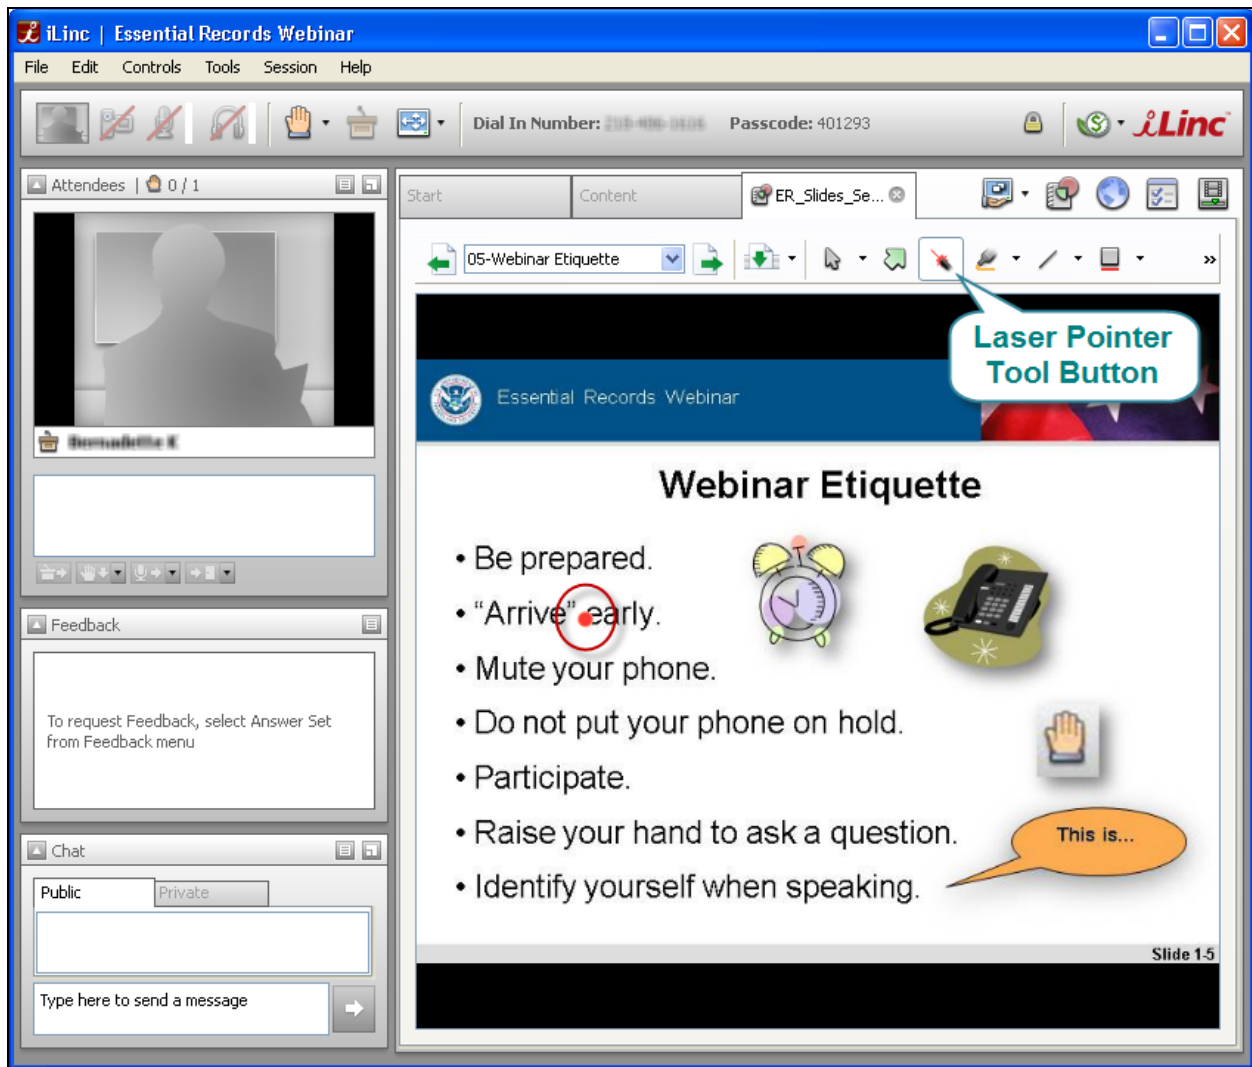 iLinc | Essential Records Webinar
File Edit Controls Tools Session Help
Dial In Number: Passcode: 401293
iLinc
Attendees | 0 / 1
Feedback
To request Feedback, select Answer Set
from Feedback menu
Chat
Public Private
Type here to send a message
Start Content ER_Slides_Se...
05-Webinar Etiquette
»
Laser Pointer
Tool Button
Essential Records Webinar
Webinar Etiquette
• Be prepared.
• “Arrive” early.
• Mute your phone.
• Do not put your phone on hold.
• Participate.
• Raise your hand to ask a question.
• Identify yourself when speaking.
This is...
Slide 1-5